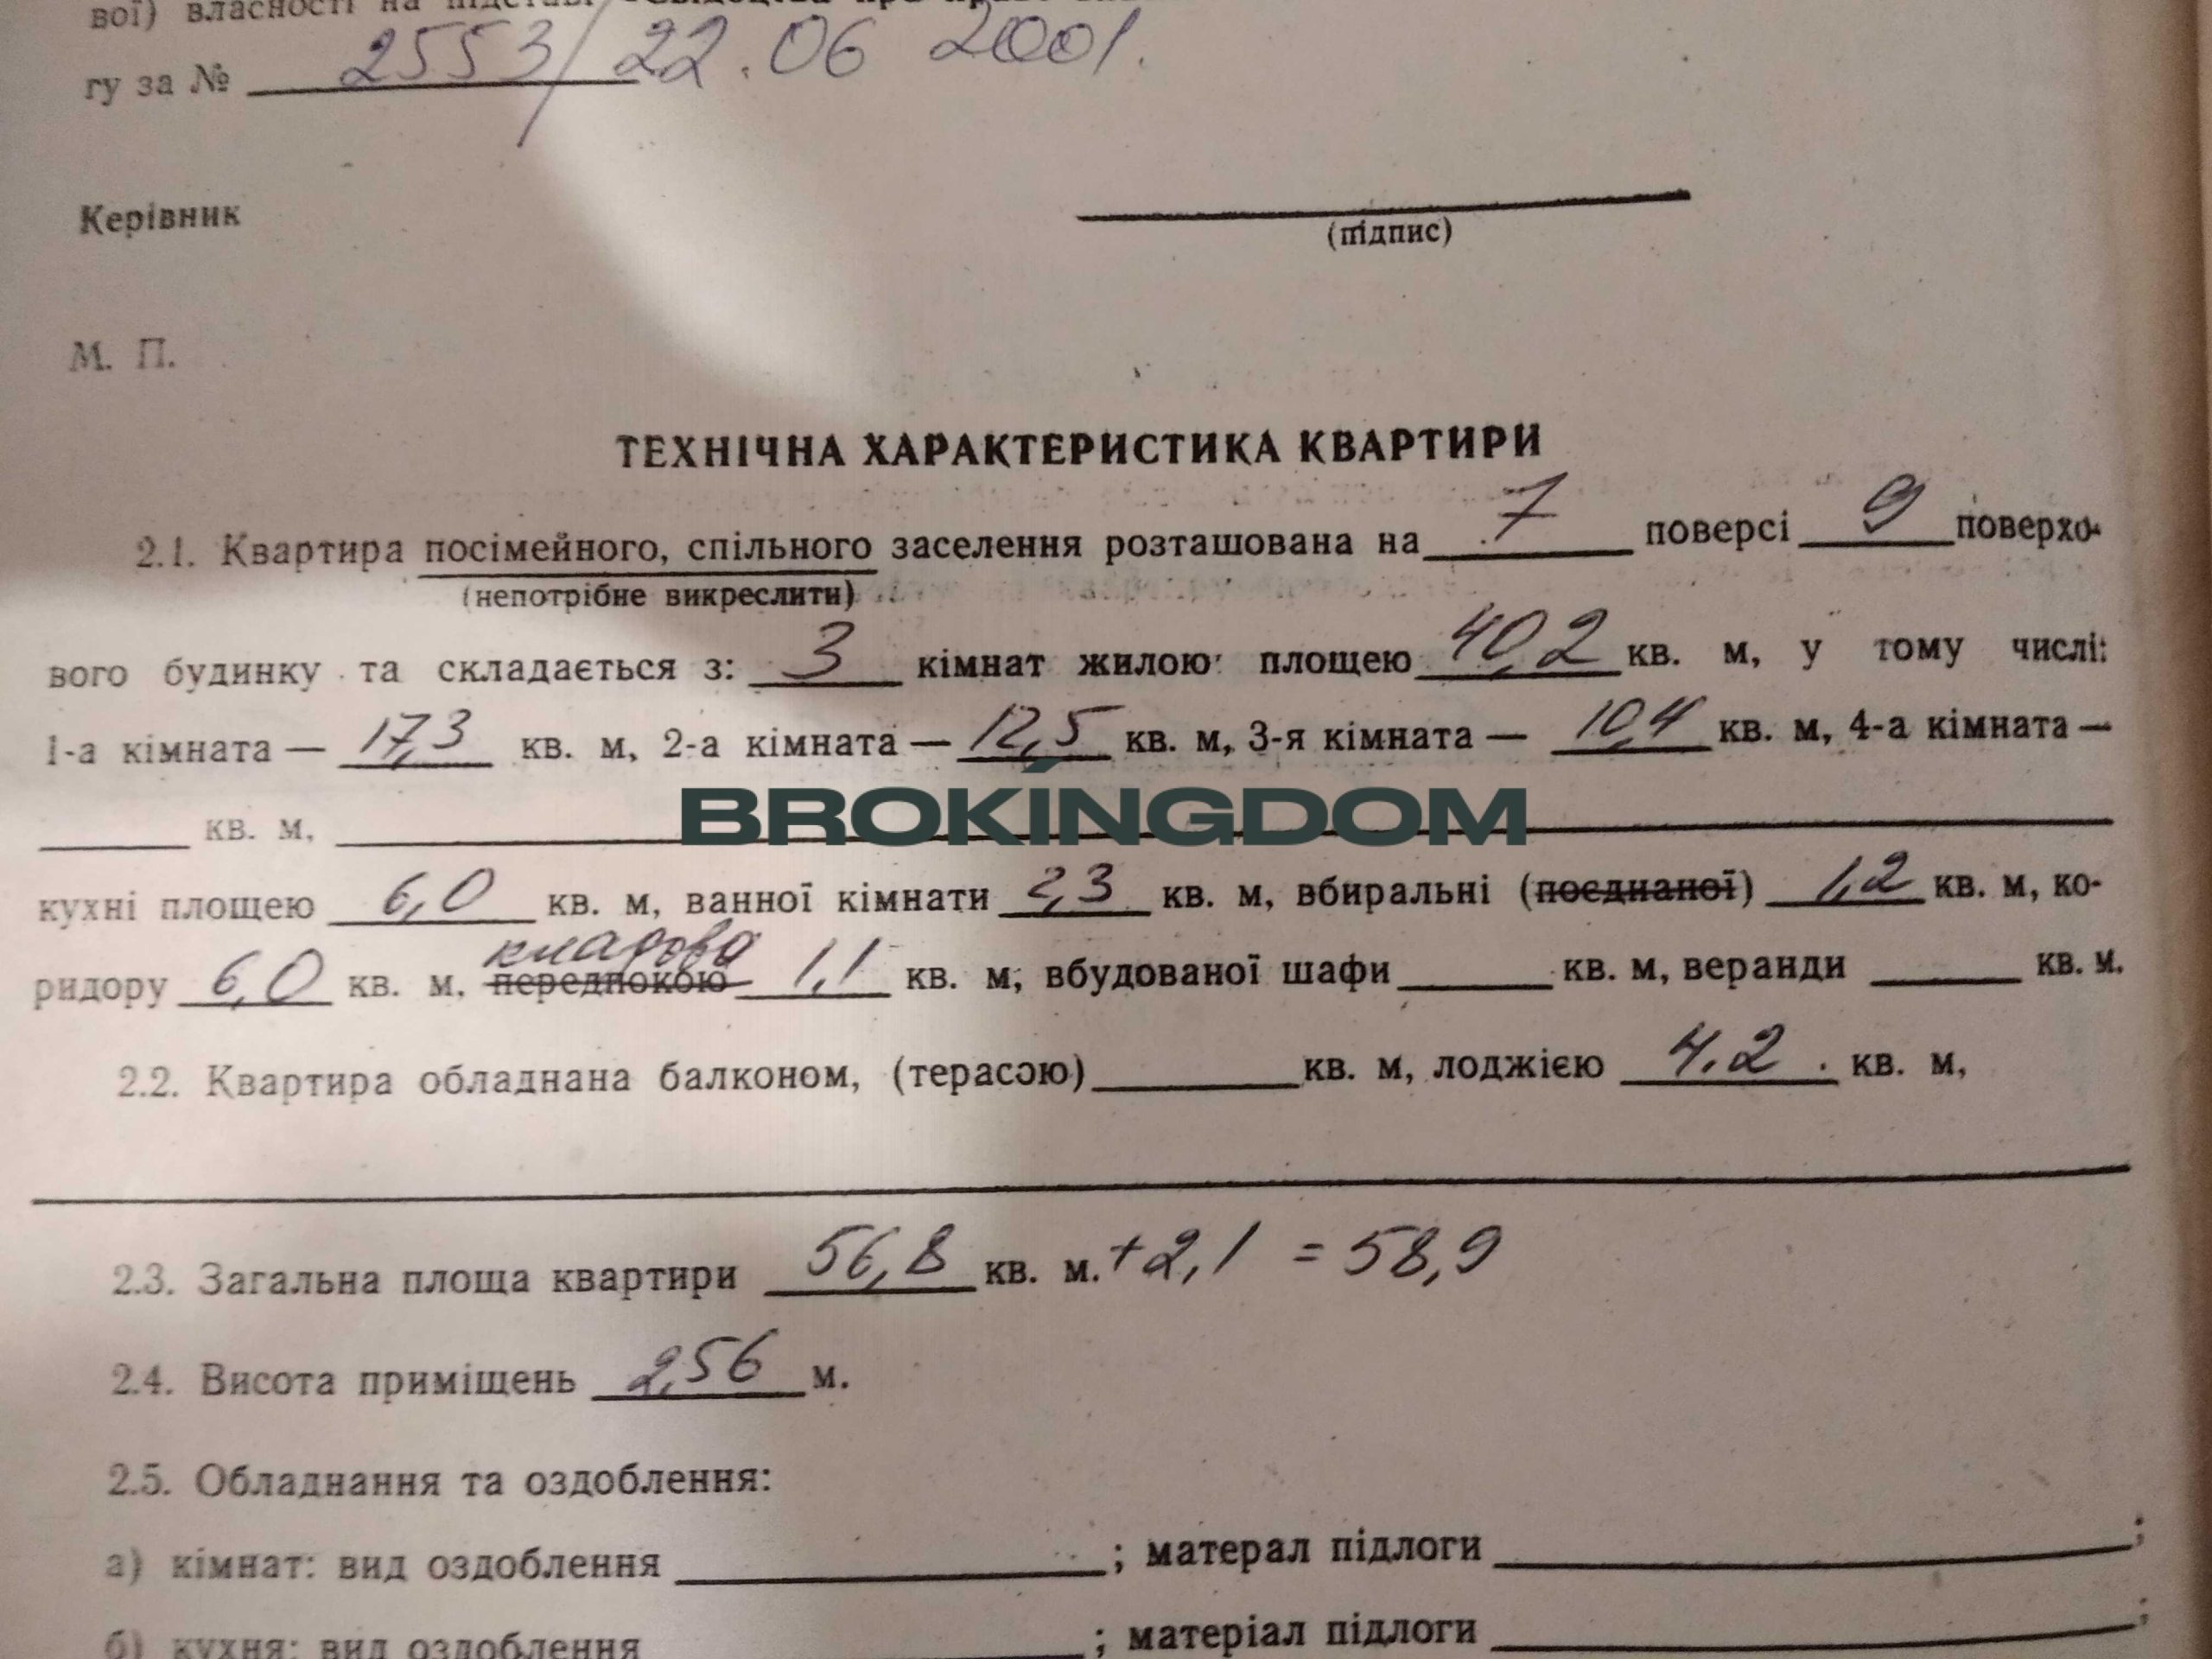 вої) власності на підставі
гу за № 2553/22.06 2001.
Керівник
(підпис)
М. П.
ТЕХНІЧНА ХАРАКТЕРИСТИКА КВАРТИРИ
2.1. Квартира посімейного, спільного заселення розташована на 7 поверсі 9 поверхо-
(непотрібне викреслити)
вого будинку та складається з: 3 кімнат жилою площею 40,2 кв. м, у тому числі:
1-а кімната — 17,3 кв. м, 2-а кімната — 12,5 кв. м, 3-я кімната — 10,4 кв. м, 4-а кімната —
кв. м,
BROKINGDOM
кухні площею 6,0 кв. м, ванної кімнати 2,3 кв. м, вбиральні (поєднаної) 1,2 кв. м, ко-
кладова
ридору 6,0 кв. м, передпокою 1,1 кв. м, вбудованої шафи кв. м, веранди кв. м.
2.2. Квартира обладнана балконом, (терасою) кв. м, лоджією 4.2 . кв. м,
2.3. Загальна площа квартири 56,8 кв. м. +2,1 = 58,9
2.4. Висота приміщень 2,56 м.
2.5. Обладнання та оздоблення:
а) кімнат: вид оздоблення ; матерал підлоги ;
б) кухня: вид оздоблення ; матеріал підлоги ;